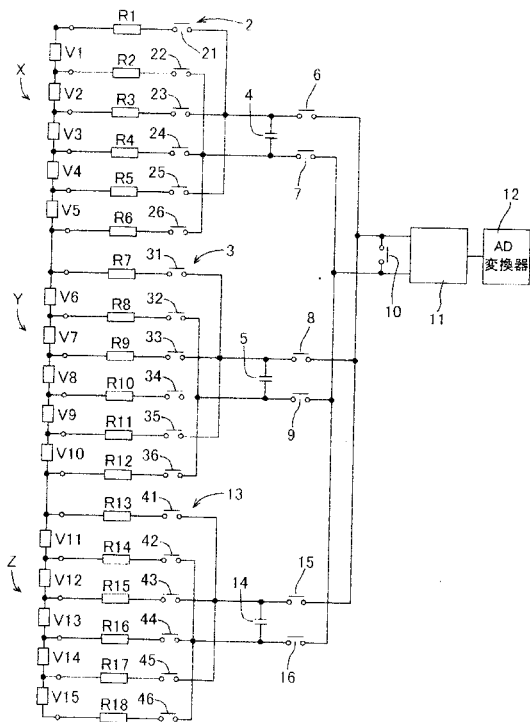 R1
2
V1
21
R2
22
X
V2
6
R3
23
4
V3
R4
24
7
V4
R5
25
V5
12
R6
26
AD
変換器
R7
31
3
10
11
V6
R8
32
Y
V7
8
R9
33
5
V8
R10
34
9
V9
R11
35
V10
R12
36
R13
41
13
V11
R14
42
Z
V12
15
R15
43
14
V13
R16
44
16
V14
R17
45
V15
R18
46